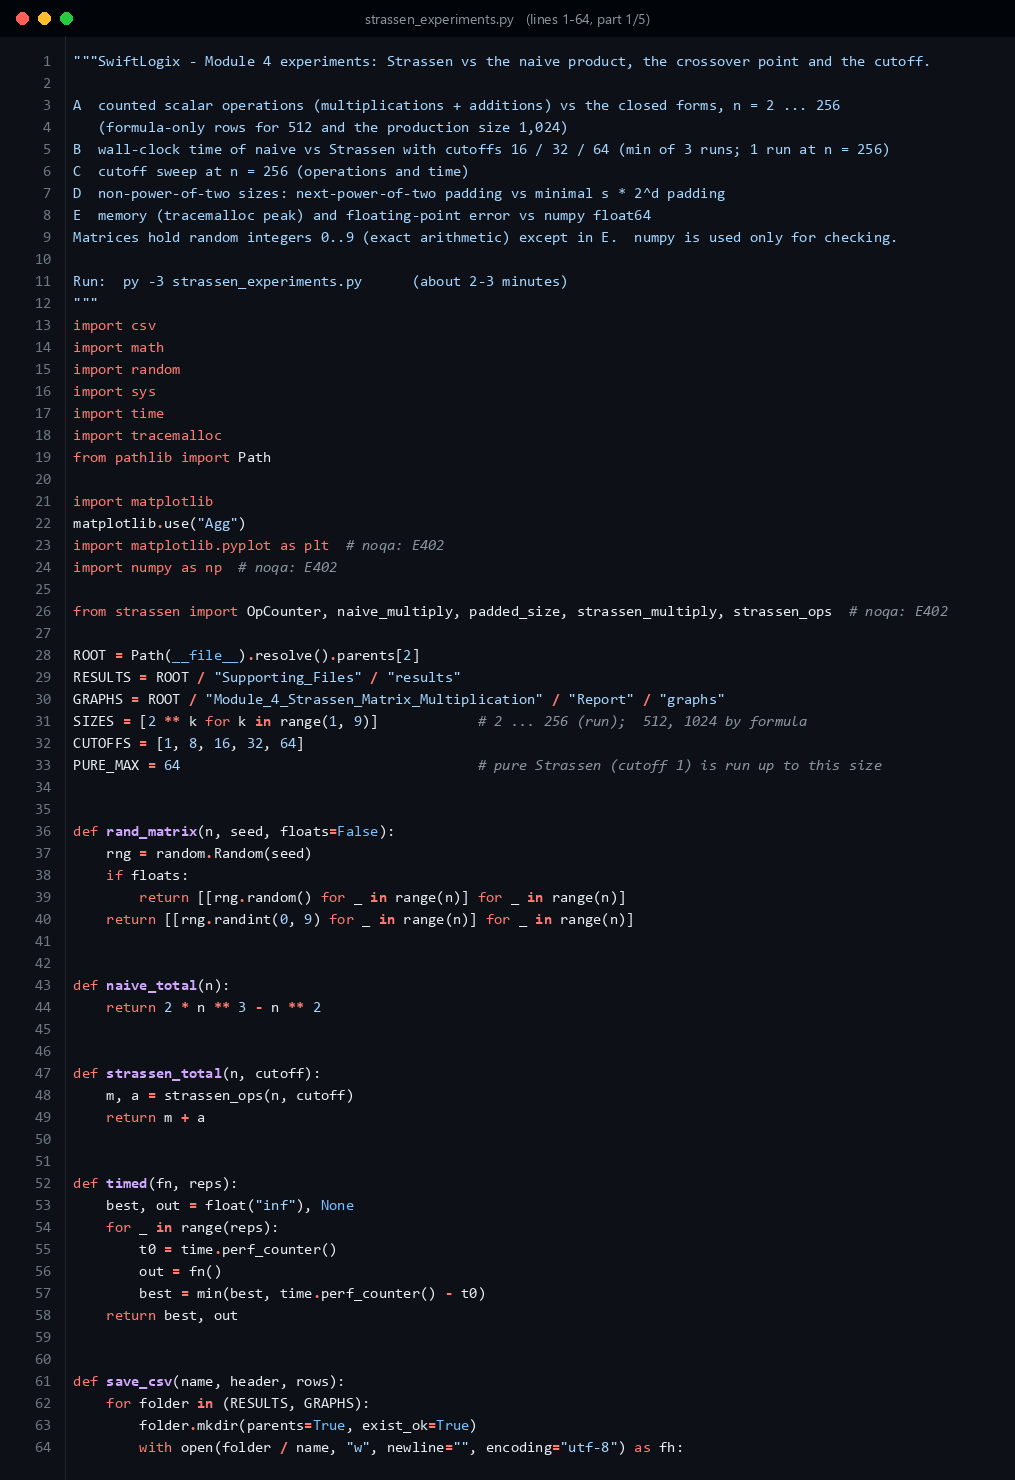 strassen_experiments.py (lines 1-64, part 1/5)
1 """SwiftLogix - Module 4 experiments: Strassen vs the naive product, the crossover point and the cutoff.
2
3 A  counted scalar operations (multiplications + additions) vs the closed forms, n = 2 ... 256
4    (formula-only rows for 512 and the production size 1,024)
5 B  wall-clock time of naive vs Strassen with cutoffs 16 / 32 / 64 (min of 3 runs; 1 run at n = 256)
6 C  cutoff sweep at n = 256 (operations and time)
7 D  non-power-of-two sizes: next-power-of-two padding vs minimal s * 2^d padding
8 E  memory (tracemalloc peak) and floating-point error vs numpy float64
9 Matrices hold random integers 0..9 (exact arithmetic) except in E.  numpy is used only for checking.
10
11 Run:  py -3 strassen_experiments.py      (about 2-3 minutes)
12 """
13 import csv
14 import math
15 import random
16 import sys
17 import time
18 import tracemalloc
19 from pathlib import Path
20
21 import matplotlib
22 matplotlib.use("Agg")
23 import matplotlib.pyplot as plt  # noqa: E402
24 import numpy as np  # noqa: E402
25
26 from strassen import OpCounter, naive_multiply, padded_size, strassen_multiply, strassen_ops  # noqa: E402
27
28 ROOT = Path(__file__).resolve().parents[2]
29 RESULTS = ROOT / "Supporting_Files" / "results"
30 GRAPHS = ROOT / "Module_4_Strassen_Matrix_Multiplication" / "Report" / "graphs"
31 SIZES = [2 ** k for k in range(1, 9)]            # 2 ... 256 (run);  512, 1024 by formula
32 CUTOFFS = [1, 8, 16, 32, 64]
33 PURE_MAX = 64                                    # pure Strassen (cutoff 1) is run up to this size
34
35
36 def rand_matrix(n, seed, floats=False):
37     rng = random.Random(seed)
38     if floats:
39         return [[rng.random() for _ in range(n)] for _ in range(n)]
40     return [[rng.randint(0, 9) for _ in range(n)] for _ in range(n)]
41
42
43 def naive_total(n):
44     return 2 * n ** 3 - n ** 2
45
46
47 def strassen_total(n, cutoff):
48     m, a = strassen_ops(n, cutoff)
49     return m + a
50
51
52 def timed(fn, reps):
53     best, out = float("inf"), None
54     for _ in range(reps):
55         t0 = time.perf_counter()
56         out = fn()
57         best = min(best, time.perf_counter() - t0)
58     return best, out
59
60
61 def save_csv(name, header, rows):
62     for folder in (RESULTS, GRAPHS):
63         folder.mkdir(parents=True, exist_ok=True)
64         with open(folder / name, "w", newline="", encoding="utf-8") as fh: